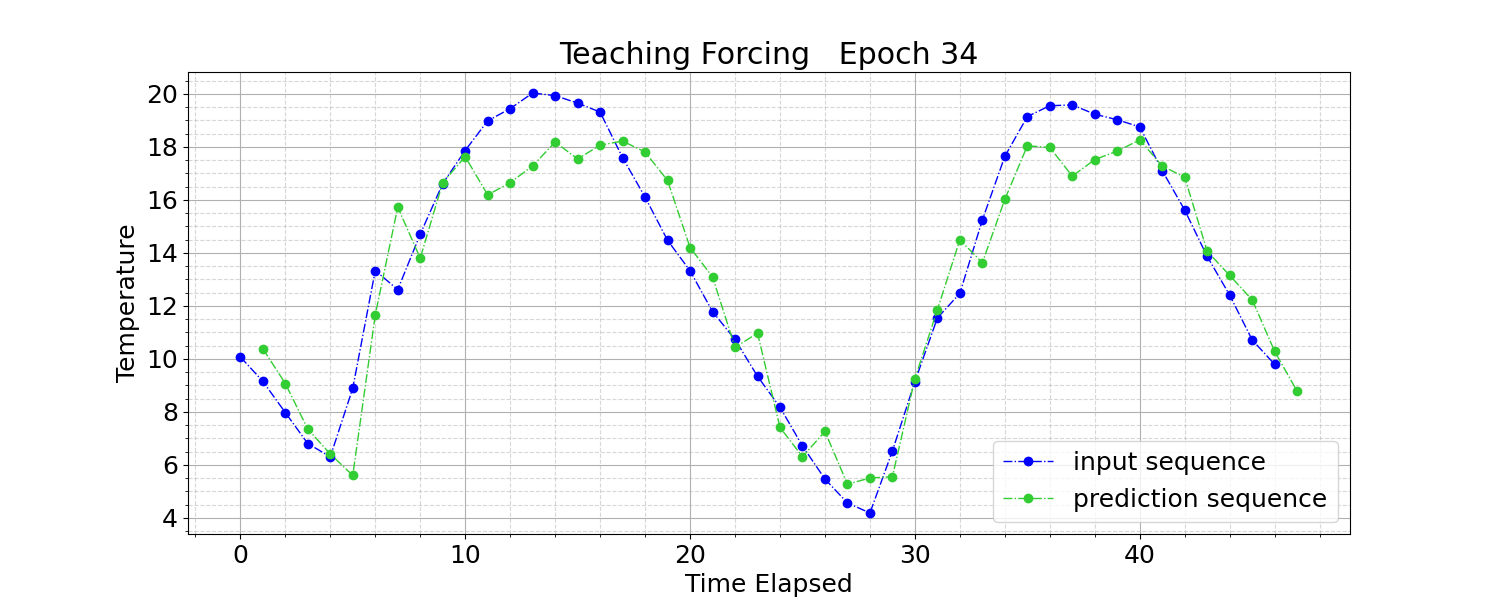 Teaching Forcing   Epoch 34
20
18
16
14
12
10
8
6
4
Temperature
0
10
20
30
40
Time Elapsed
input sequence
prediction sequence